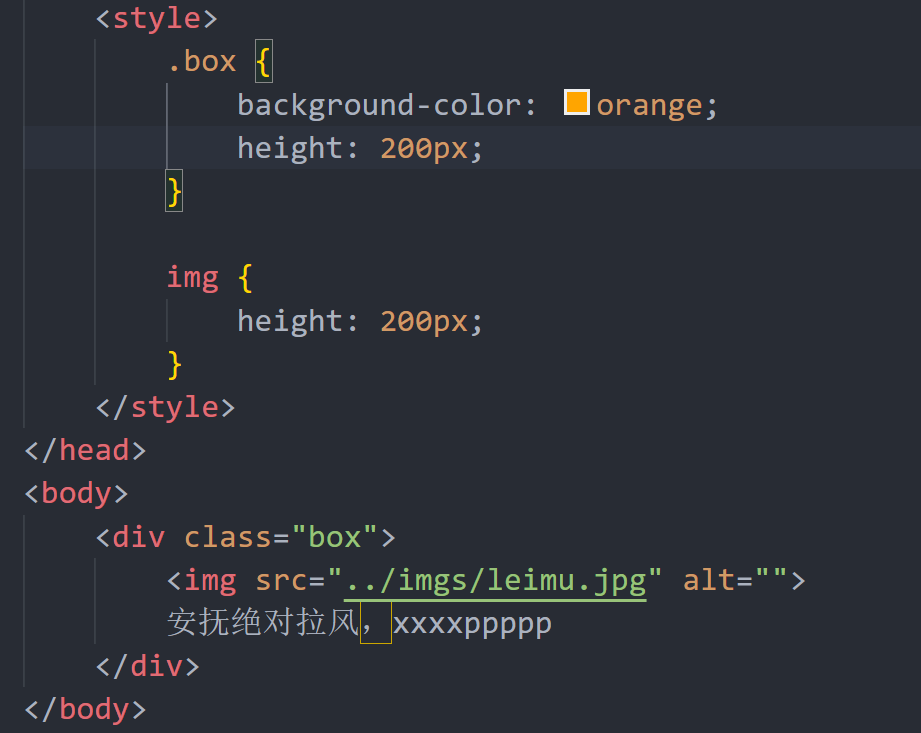 <style>
.box {
background-color: orange;
height: 200px;
}
img {
height: 200px;
}
</style>
</head>
<body>
<div class="box">
<img src="../imgs/leimu.jpg" alt="">
安抚绝对拉风，xxxxppppp
</div>
</body>